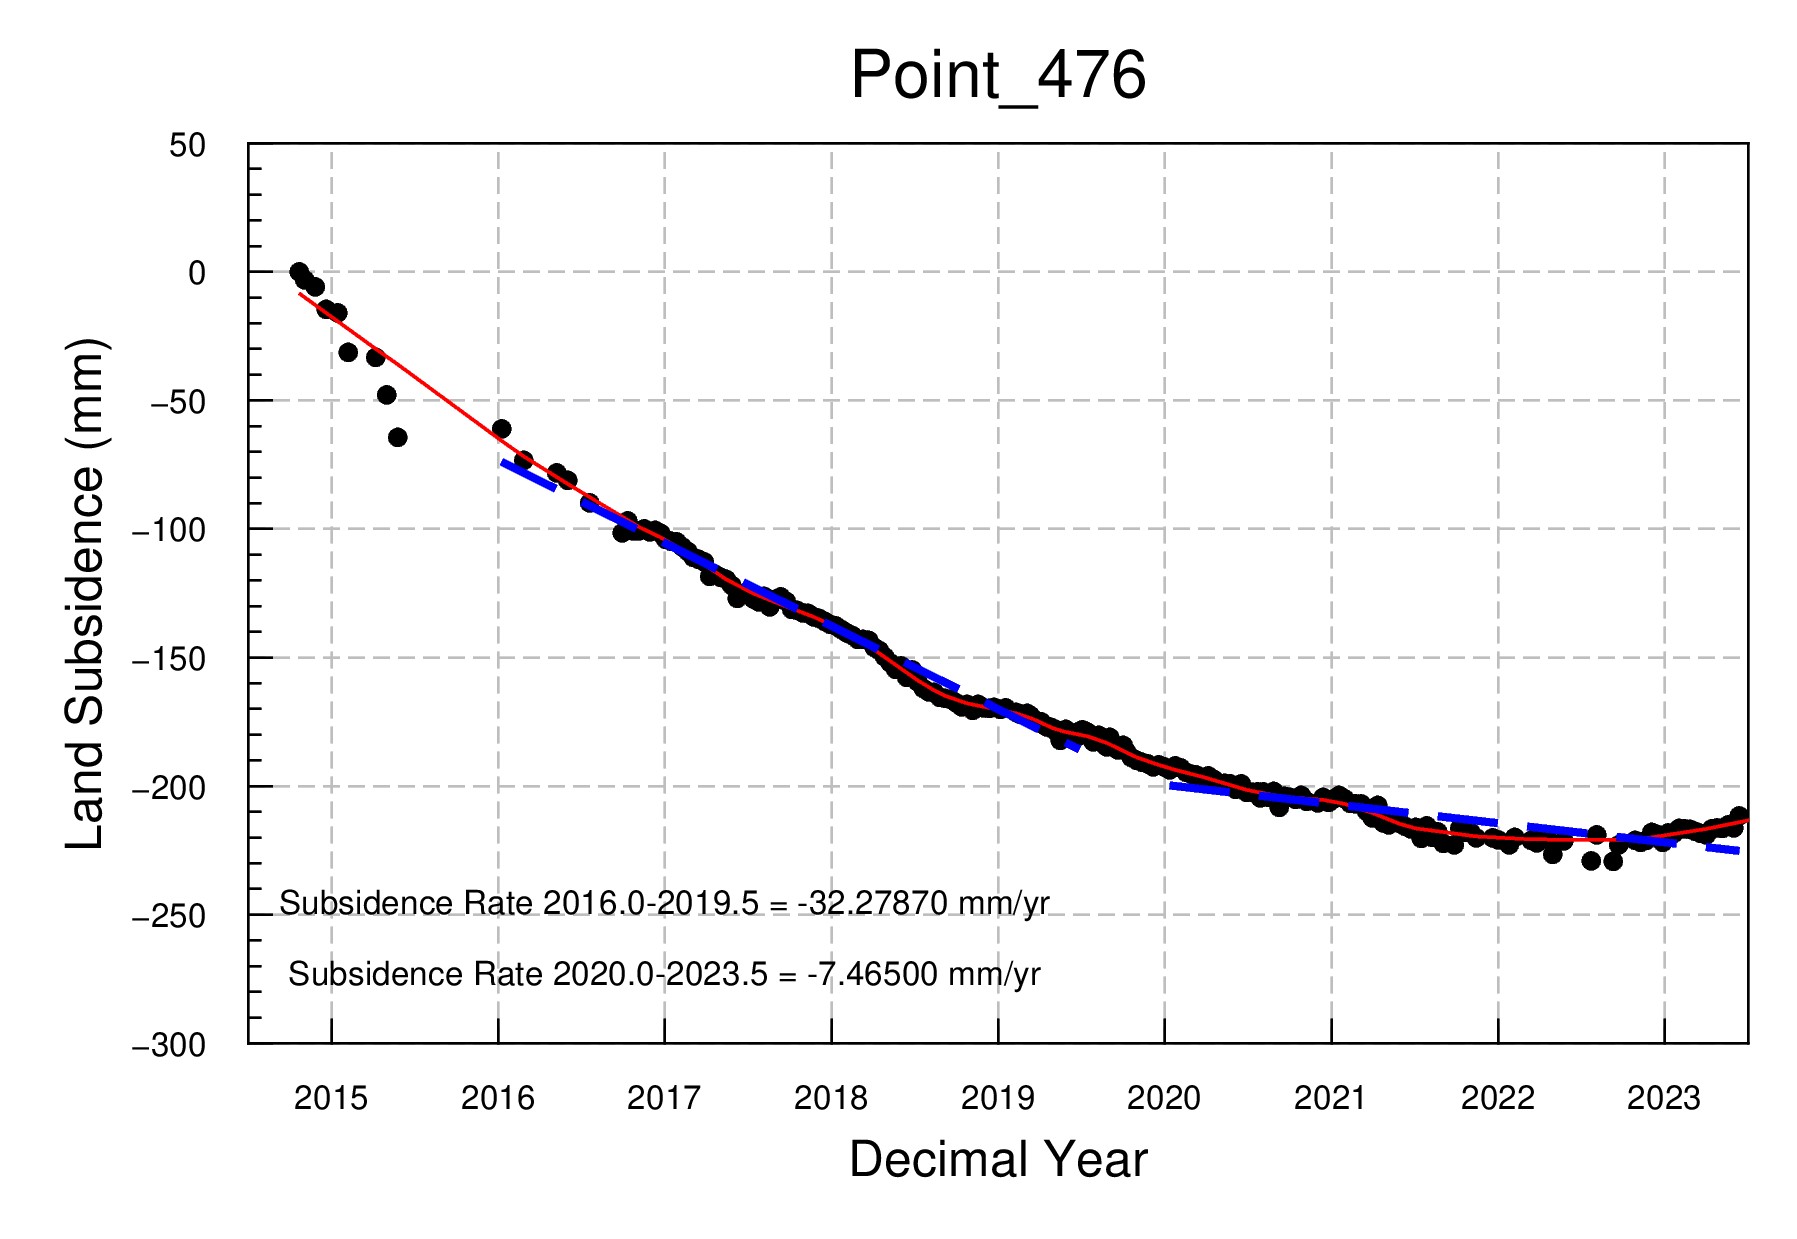 Point_476
50
0
−50
−100
−150
−200
−250
−300
Land Subsidence (mm)
Subsidence Rate 2016.0-2019.5 = -32.27870 mm/yr
Subsidence Rate 2020.0-2023.5 = -7.46500 mm/yr
2015 2016 2017 2018 2019 2020 2021 2022 2023
Decimal Year